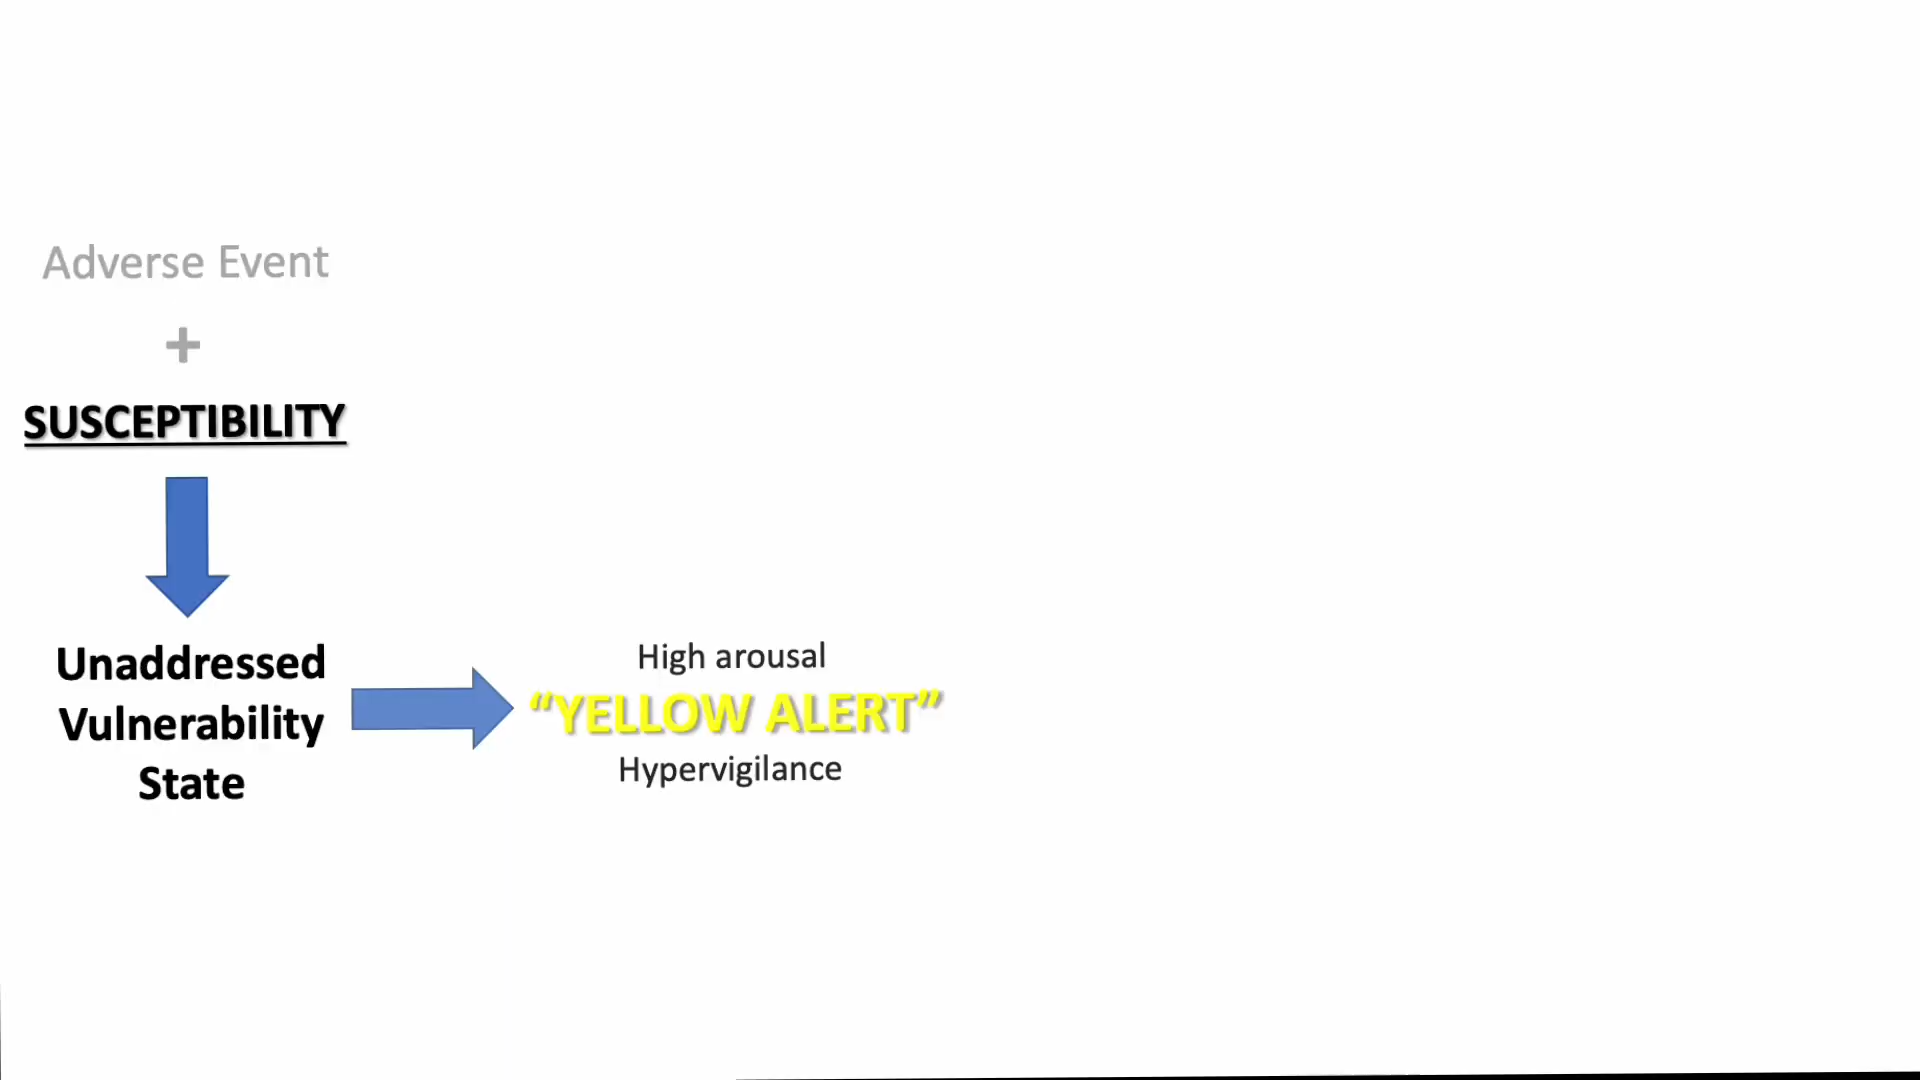 Adverse Event
+
SUSCEPTIBILITY
Unaddressed
Vulnerability
State
High arousal
“YELLOW ALERT”
Hypervigilance